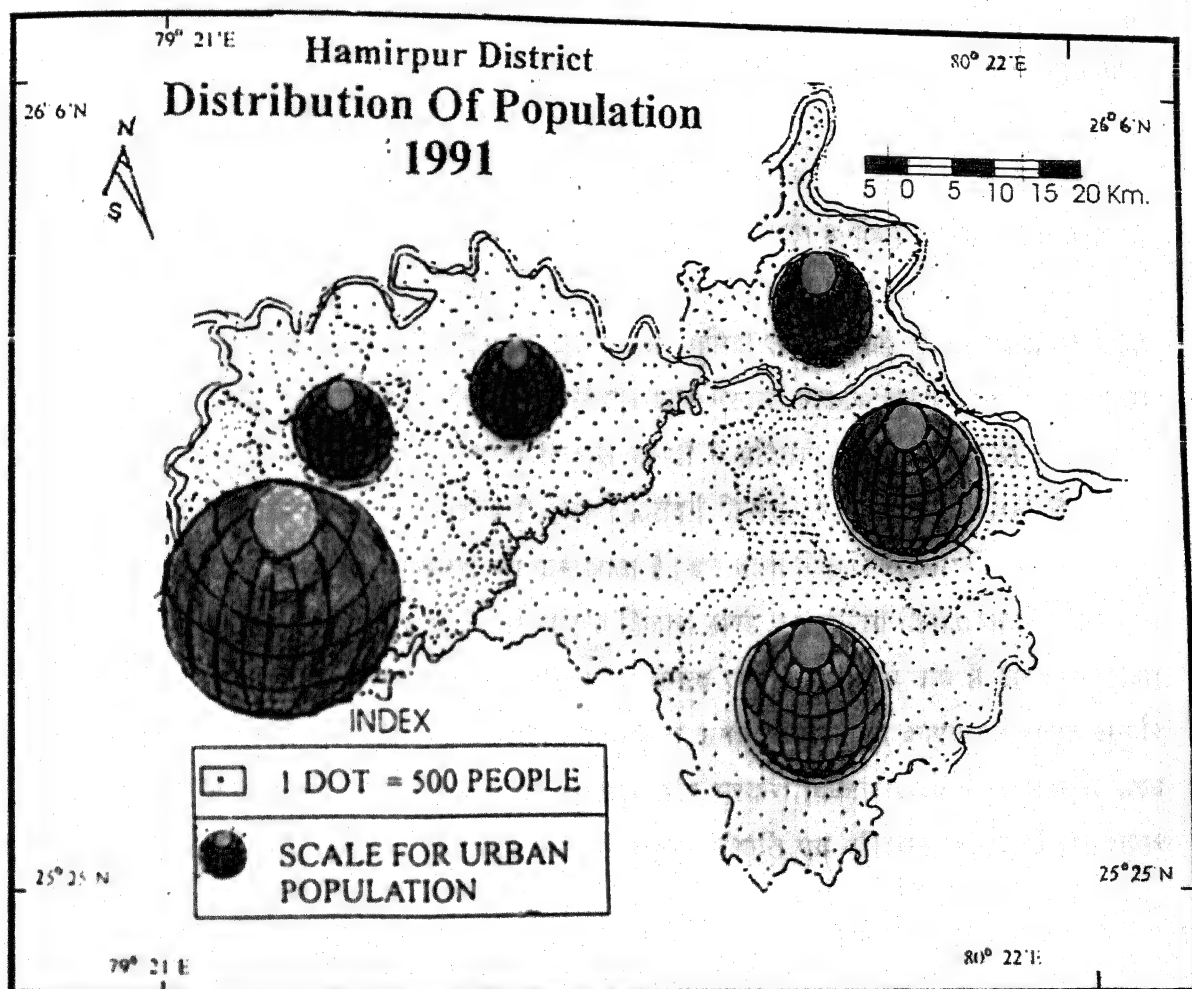 79° 21'E
Hamirpur District
80° 22'E
Distribution Of Population
1991
26° 6'N
26° 6'N
N
S
5 0 5 10 15 20 Km.
INDEX
1 DOT = 500 PEOPLE
SCALE FOR URBAN
POPULATION
25° 25 N
25° 25'N
79° 21 E
80° 22'E